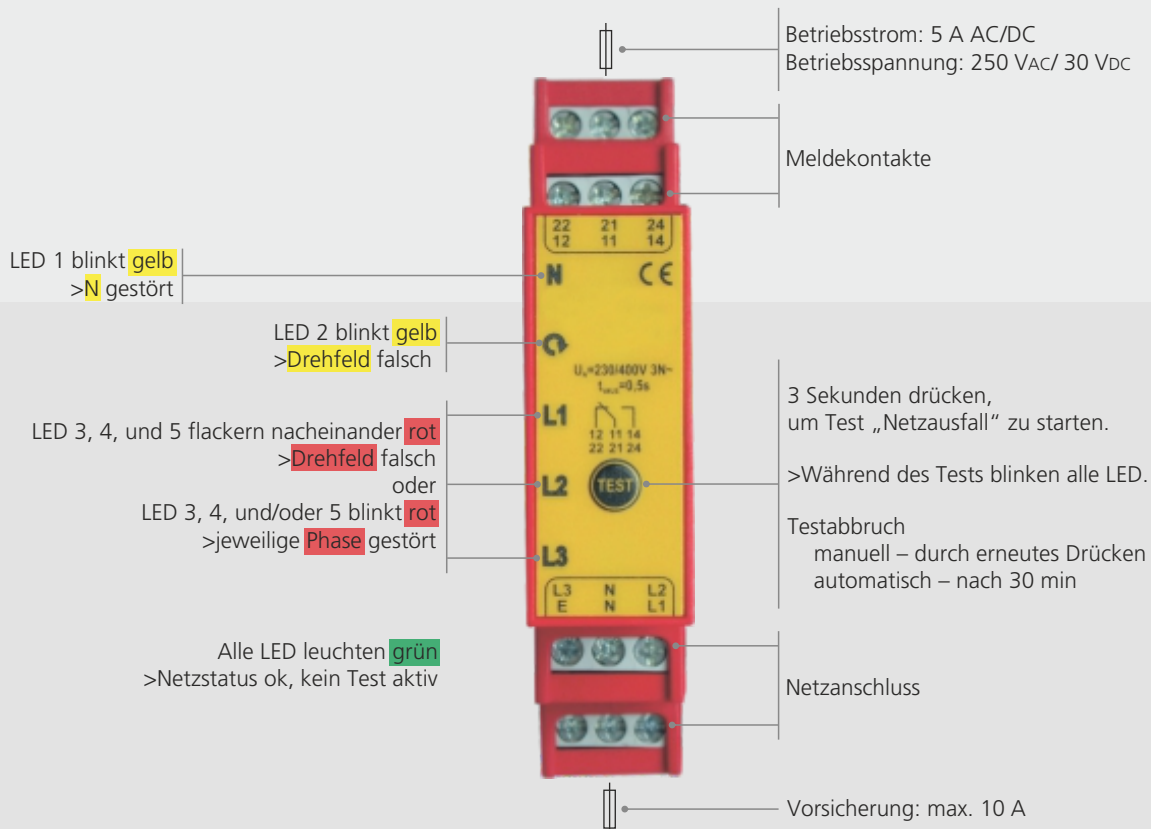 Betriebsstrom: 5 A AC/DC
Betriebsspannung: 250 VAC/ 30 VDC
Meldekontakte
22 21 24
12 11 14
LED 1 blinkt gelb
>N gestört
N CE
LED 2 blinkt gelb
>Drehfeld falsch
=230/400V 3N~
=0,5s
LED 3, 4, und 5 flackern nacheinander rot
>Drehfeld falsch
oder
LED 3, 4, und/oder 5 blinkt rot
>jeweilige Phase gestört
L1
12 11 14
22 21 24
L2
TEST
L3
3 Sekunden drücken,
um Test „Netzausfall“ zu starten.
>Während des Tests blinken alle LED.
Testabbruch
manuell – durch erneutes Drücken
automatisch – nach 30 min
L3 N L2
E N L1
Alle LED leuchten grün
>Netzstatus ok, kein Test aktiv
Netzanschluss
Vorsicherung: max. 10 A